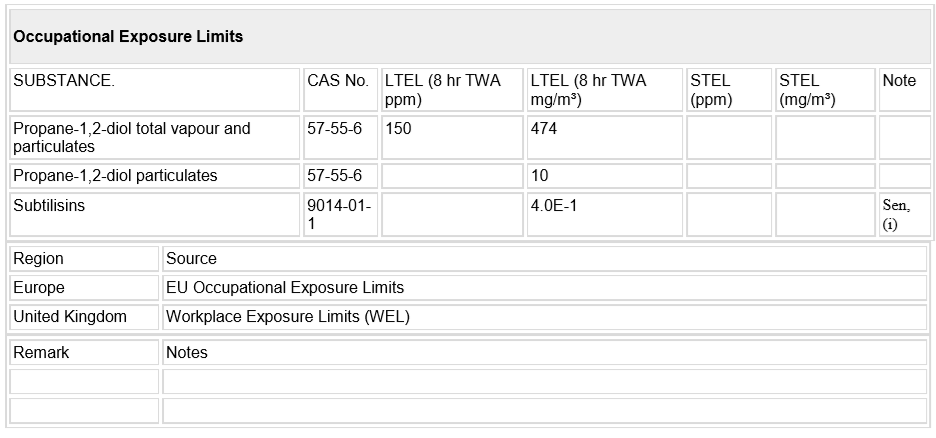 Occupational Exposure Limits
SUBSTANCE. CAS No. LTEL (8 hr TWA ppm) LTEL (8 hr TWA mg/m³) STEL (ppm) STEL (mg/m³) Note
Propane-1,2-diol total vapour and particulates 57-55-6 150 474
Propane-1,2-diol particulates 57-55-6 10
Subtilisins 9014-01-1 4.0E-1 Sen, (i)
Region Source
Europe EU Occupational Exposure Limits
United Kingdom Workplace Exposure Limits (WEL)
Remark Notes